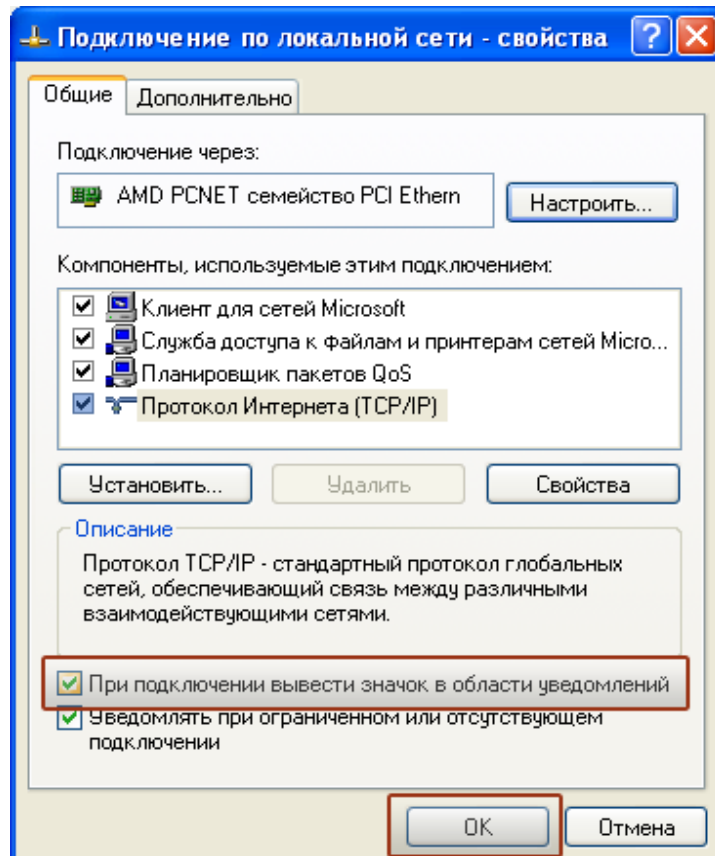 Подключение по локальной сети - свойства
Общие
Дополнительно
Подключение через:
AMD PCNET семейство PCI Ethern
Настроить...
Компоненты, используемые этим подключением:
Клиент для сетей Microsoft
Служба доступа к файлам и принтерам сетей Micro...
Планировщик пакетов QoS
Протокол Интернета (TCP/IP)
Установить...
Удалить
Свойства
Описание
Протокол TCP/IP - стандартный протокол глобальных
сетей, обеспечивающий связь между различными
взаимодействующими сетями.
При подключении вывести значок в области уведомлений
Уведомлять при ограниченном или отсутствующем
подключении
ОК
Отмена